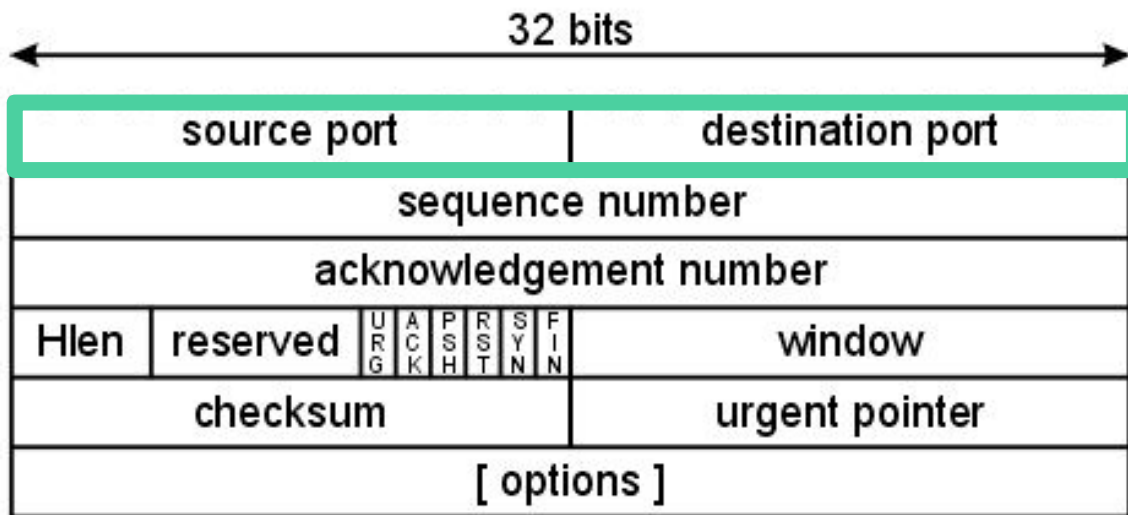 32 bits
source port destination port
sequence number
acknowledgement number
Hlen reserved URG ACK PSH RST SYN FIN window
checksum urgent pointer
[ options ]